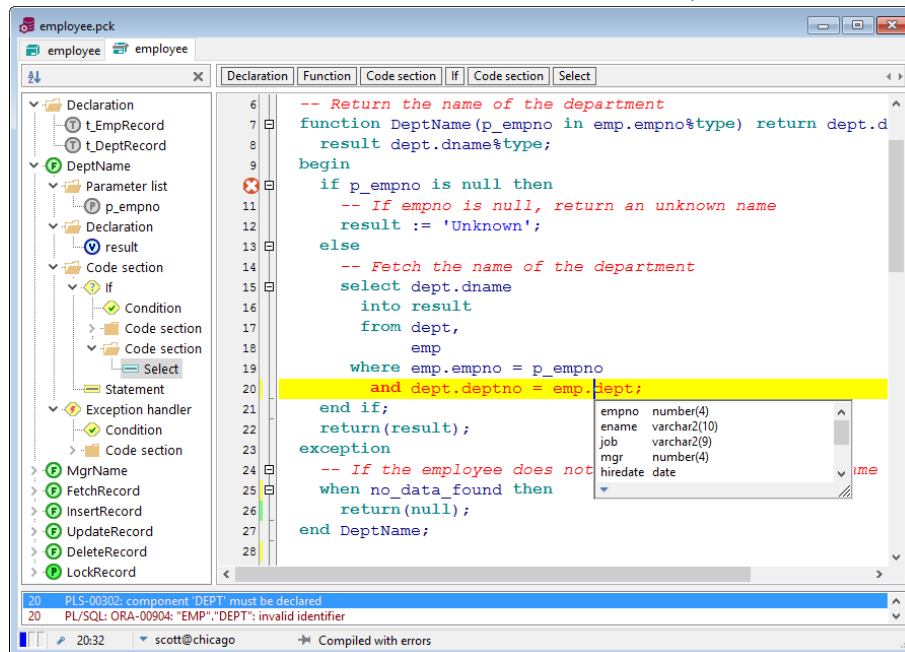 employee.pck
employee employee
Declaration Function Code section If Code section Select
Declaration
t_EmpRecord
t_DeptRecord
DeptName
Parameter list
p_empno
Declaration
result
Code section
If
Condition
Code section
Code section
Select
Statement
Exception handler
Condition
Code section
MgrName
FetchRecord
InsertRecord
UpdateRecord
DeleteRecord
LockRecord
6 -- Return the name of the department
7 function DeptName(p_empno in emp.empno%type) return dept.d
8 result dept.dname%type;
9 begin
if p_empno is null then
11 -- If empno is null, return an unknown name
12 result := 'Unknown';
13 else
14 -- Fetch the name of the department
15 select dept.dname
16 into result
17 from dept,
18 emp
19 where emp.empno = p_empno
20 and dept.deptno = emp.dept;
21 end if;
22 return(result);
23 exception
24 -- If the employee does not me
25 when no_data_found then
26 return(null);
27 end DeptName;
28
empno number(4)
ename varchar2(10)
job varchar2(9)
mgr number(4)
hiredate date
20 PLS-00302: component 'DEPT' must be declared
20 PL/SQL: ORA-00904: "EMP"."DEPT": invalid identifier
20:32 scott@chicago Compiled with errors